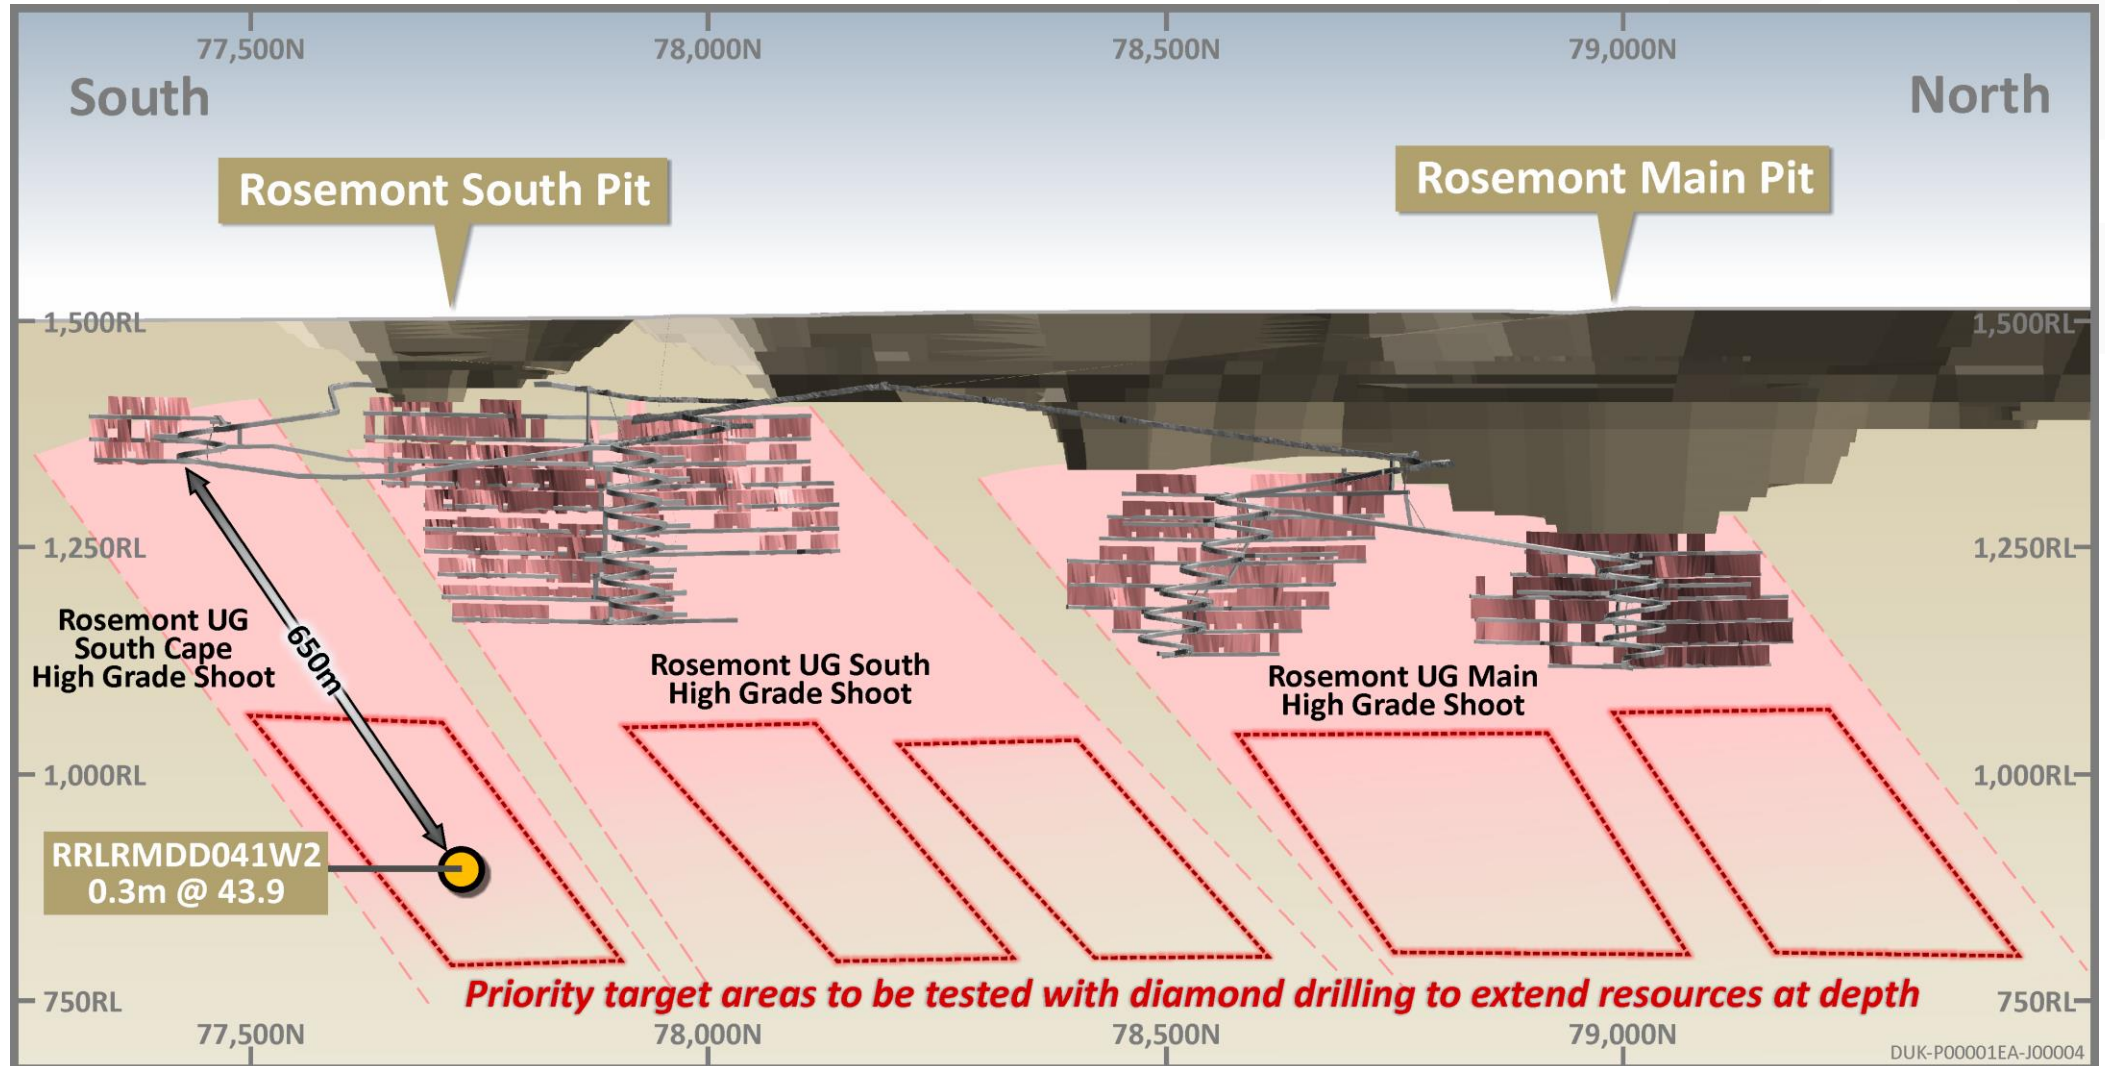 77,500N 78,000N 78,500N 79,000N
South North
Rosemont South Pit
Rosemont Main Pit
1,500RL 1,500RL
1,250RL 1,250RL
Rosemont UG
South Cape
High Grade Shoot
650m
Rosemont UG South
High Grade Shoot
Rosemont UG Main
High Grade Shoot
1,000RL 1,000RL
RRLRMDD041W2
0.3m @ 43.9
Priority target areas to be tested with diamond drilling to extend resources at depth
750RL 750RL
77,500N 78,000N 78,500N 79,000N
DUK-P00001EA-J00004